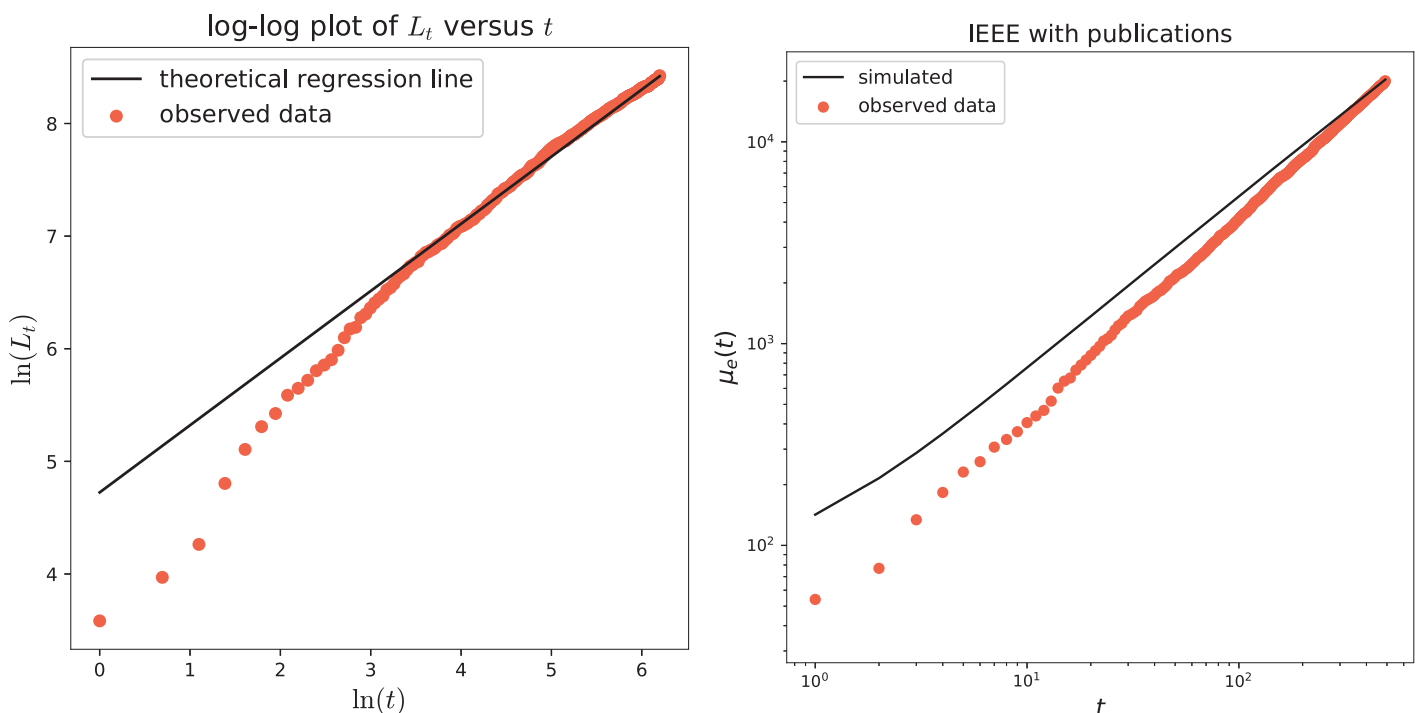 log-log plot of L_t versus t
theoretical regression line
observed data
ln(L_t)
8
7
6
5
4
0 1 2 3 4 5 6
ln(t)
IEEE with publications
simulated
observed data
μ_e(t)
10^4
10^3
10^2
10^0 10^1 10^2
t